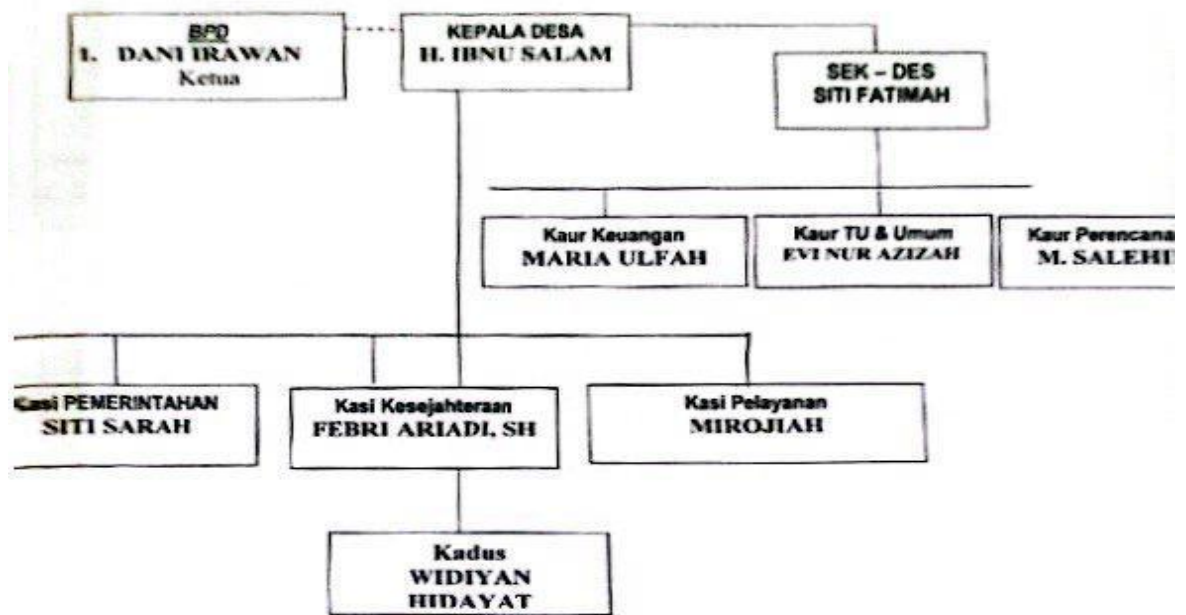 BPD
1. DANI IRAWAN
Ketua
KEPALA DESA
H. IBNU SALAM
SEK – DES
SITI FATIMAH
Kaur Keuangan
MARIA ULFAH
Kaur TU & Umum
EVI NUR AZIZAH
Kaur Perencana
M. SALEHI
Kasi PEMERINTAHAN
SITI SARAH
Kasi Kesejahteraan
FEBRI ARIADI, SH
Kasi Pelayanan
MIROJIAH
Kadus
WIDIYAN
HIDAYAT